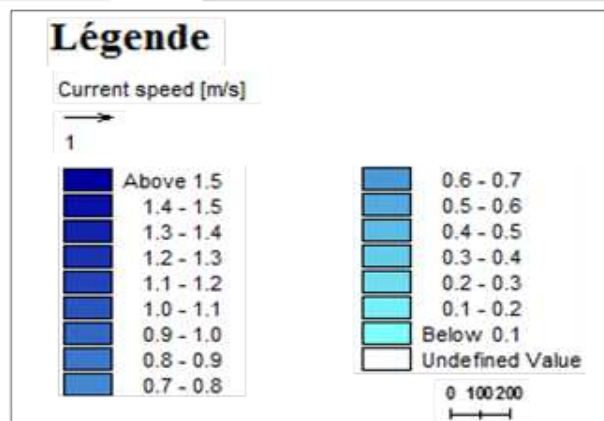 Légende
Current speed [m/s]
1
Above 1.5
1.4 - 1.5
1.3 - 1.4
1.2 - 1.3
1.1 - 1.2
1.0 - 1.1
0.9 - 1.0
0.8 - 0.9
0.7 - 0.8
0.6 - 0.7
0.5 - 0.6
0.4 - 0.5
0.3 - 0.4
0.2 - 0.3
0.1 - 0.2
Below 0.1
Undefined Value
0 100 200